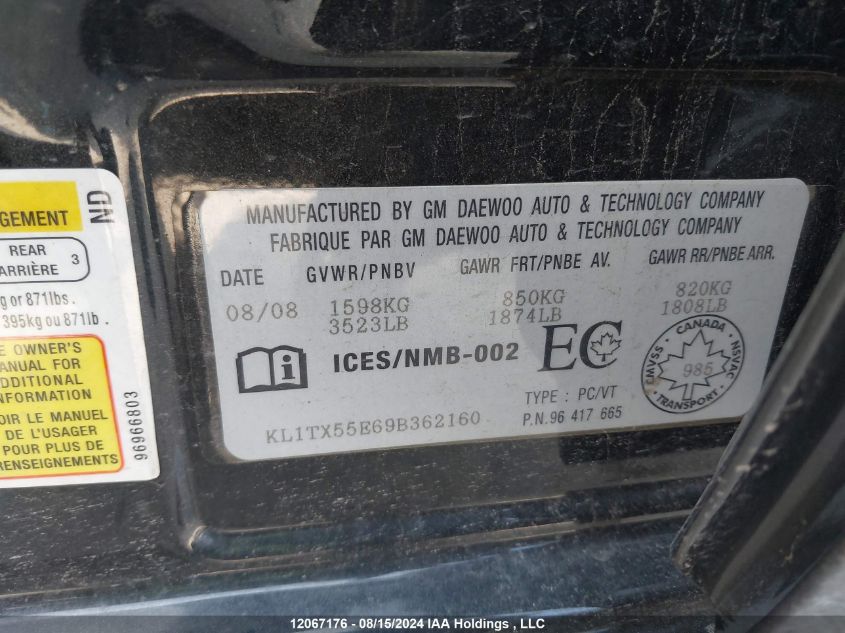 GEMENT
ND
REAR
ARRIÈRE 3
g or 871lbs.
395kg ou 871lb.
E OWNER'S
MANUAL FOR
ADDITIONAL
INFORMATION
OIR LE MANUEL
DE L'USAGER
POUR PLUS DE
RENSEIGNEMENTS
96966803
MANUFACTURED BY GM DAEWOO AUTO & TECHNOLOGY COMPANY
FABRIQUE PAR GM DAEWOO AUTO & TECHNOLOGY COMPANY
DATE GVWR/PNBV GAWR FRT/PNBE AV. GAWR RR/PNBE ARR.
08/08 1598KG 850KG 820KG
3523LB 1874LB 1808LB
i ICES/NMB-002 EC
CANADA
SSVMC NSVAC
985
TRANSPORT
TYPE : PC/VT
KL1TX55E69B362160 P.N. 96 417 665
12067176 - 08/15/2024 IAA Holdings , LLC